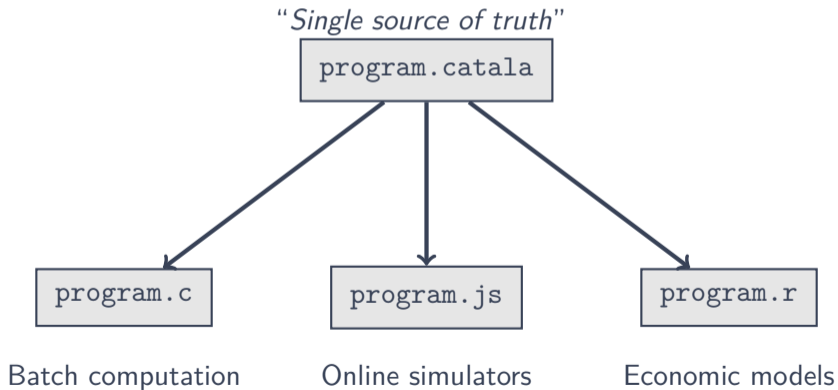 “Single source of truth”
program.catala
program.c program.js program.r
Batch computation Online simulators Economic models